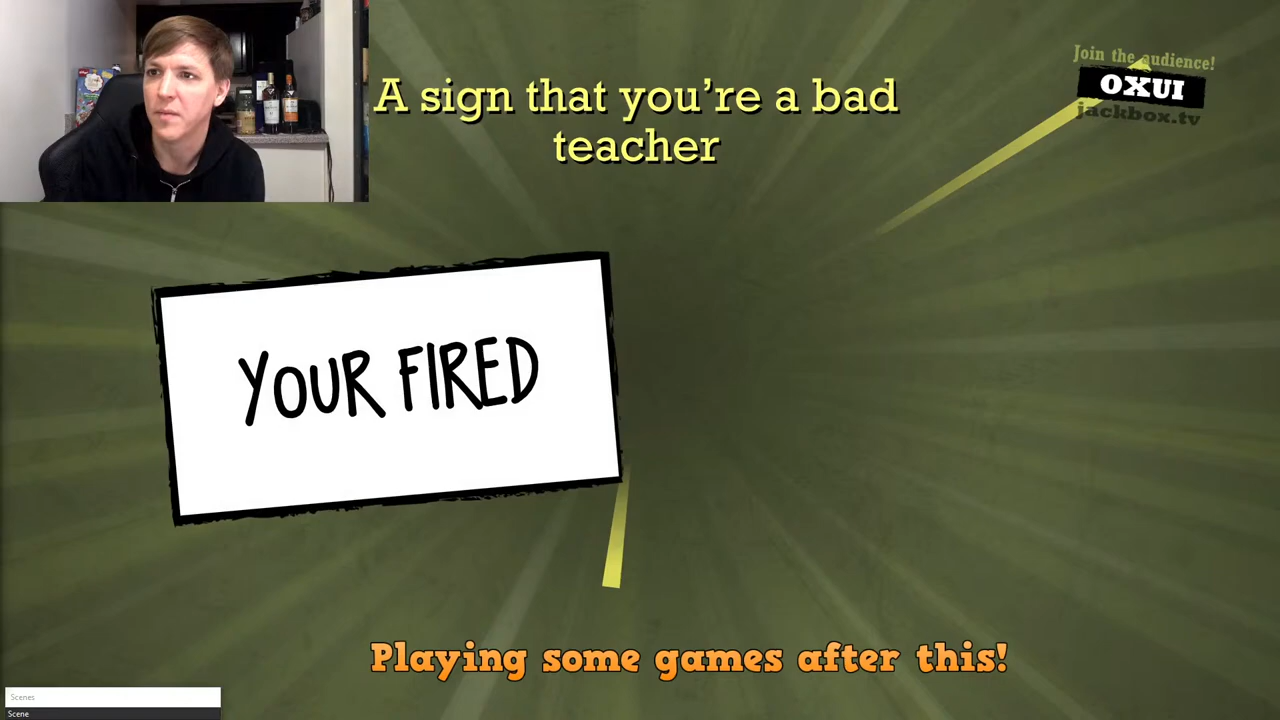 A sign that you're a bad
teacher
Join the audience!
OXUI
jackbox.tv
YOUR FIRED
Playing some games after this!
Scenes
Scene